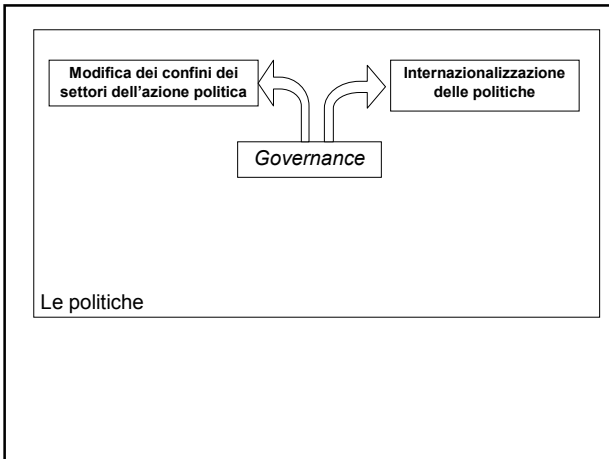 Modifica dei confini dei
settori dell'azione politica
Internazionalizzazione
delle politiche
Governance
Le politiche